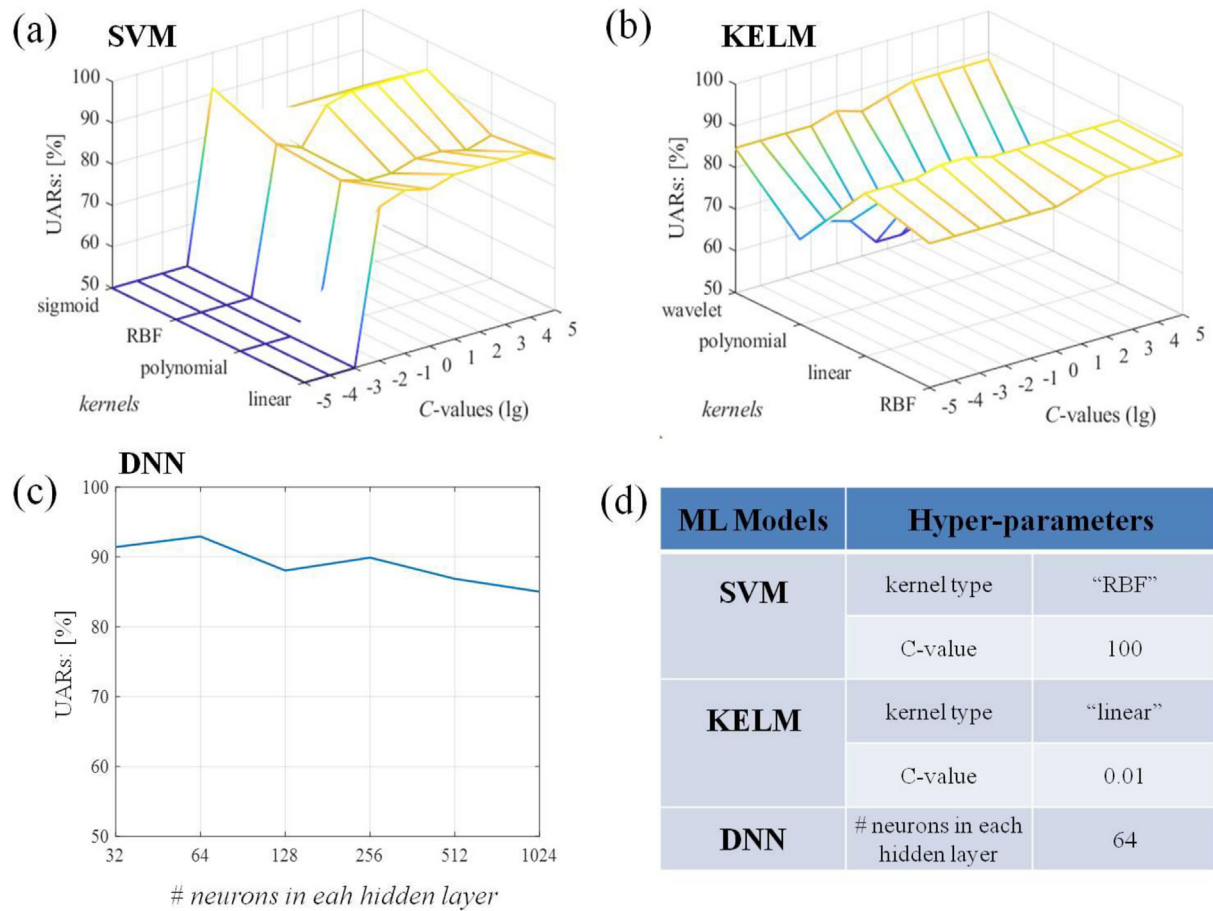 (a) SVM
UARs: [%]
100
90
80
70
60
50
sigmoid
RBF
polynomial
linear
kernels
-5 -4 -3 -2 -1 0 1 2 3 4 5
C-values (lg)
(b) KELM
UARs: [%]
100
90
80
70
60
50
wavelet
polynomial
linear
RBF
kernels
-5 -4 -3 -2 -1 0 1 2 3 4 5
C-values (lg)
(c) DNN
UARs: [%]
100
90
80
70
60
50
32 64 128 256 512 1024
# neurons in eah hidden layer
(d)
ML Models Hyper-parameters
SVM kernel type “RBF”
C-value 100
KELM kernel type “linear”
C-value 0.01
DNN # neurons in each
hidden layer 64